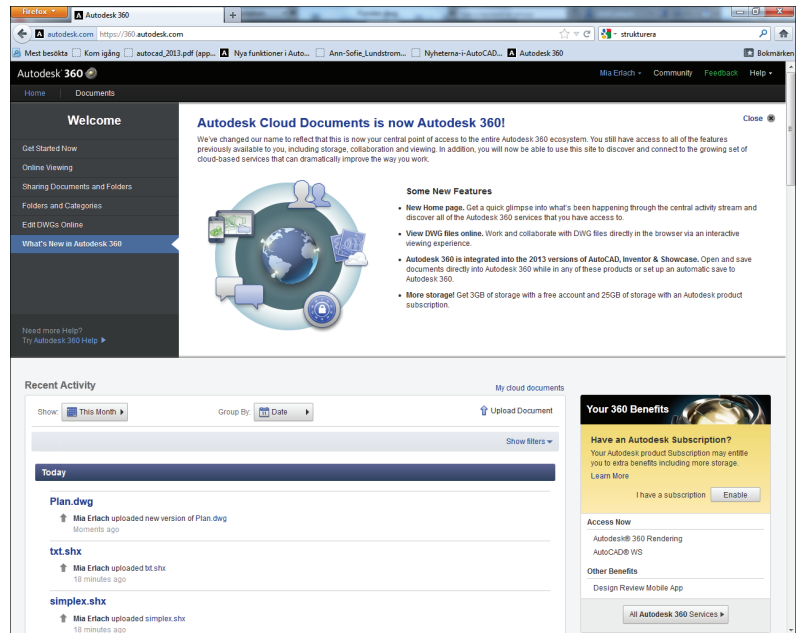 Firefox
Autodesk 360
autodesk.com https://360.autodesk.com
strukturera
Mest besökta Kom igång autocad_2013.pdf (app... Nya funktioner i Auto... Ann-Sofie_Lundstrom... Nyheterna-i-AutoCAD... Autodesk 360 Bokmärken
Autodesk 360 Mia Erlach Community Feedback Help
Home Documents
Welcome
Get Started Now
Online Viewing
Sharing Documents and Folders
Folders and Categories
Edit DWGs Online
What's New in Autodesk 360
Need more Help?
Try Autodesk 360 Help
Autodesk Cloud Documents is now Autodesk 360!
Close
We've changed our name to reflect that this is now your central point of access to the entire Autodesk 360 ecosystem. You still have access to all of the features
previously available to you, including storage, collaboration and viewing. In addition, you will now be able to use this site to discover and connect to the growing set of
cloud-based services that can dramatically improve the way you work.
Some New Features
• New Home page. Get a quick glimpse into what's been happening through the central activity stream and
discover all of the Autodesk 360 services that you have access to.
• View DWG files online. Work and collaborate with DWG files directly in the browser via an interactive
viewing experience.
• Autodesk 360 is integrated into the 2013 versions of AutoCAD, Inventor & Showcase. Open and save
documents directly into Autodesk 360 while in any of these products or set up an automatic save to
Autodesk 360.
• More storage! Get 3GB of storage with a free account and 25GB of storage with an Autodesk product
subscription.
Recent Activity
My cloud documents
Show: This Month Group By: Date Upload Document
Show filters
Today
Plan.dwg
Mia Erlach uploaded new version of Plan.dwg
Moments ago
txt.shx
Mia Erlach uploaded txt.shx
18 minutes ago
simplex.shx
Mia Erlach uploaded simplex.shx
18 minutes ago
Your 360 Benefits
Have an Autodesk Subscription?
Your Autodesk product Subscription may entitle
you to extra benefits including more storage.
Learn More
I have a subscription Enable
Access Now
Autodesk® 360 Rendering
AutoCAD® WS
Other Benefits
Design Review Mobile App
All Autodesk 360 Services